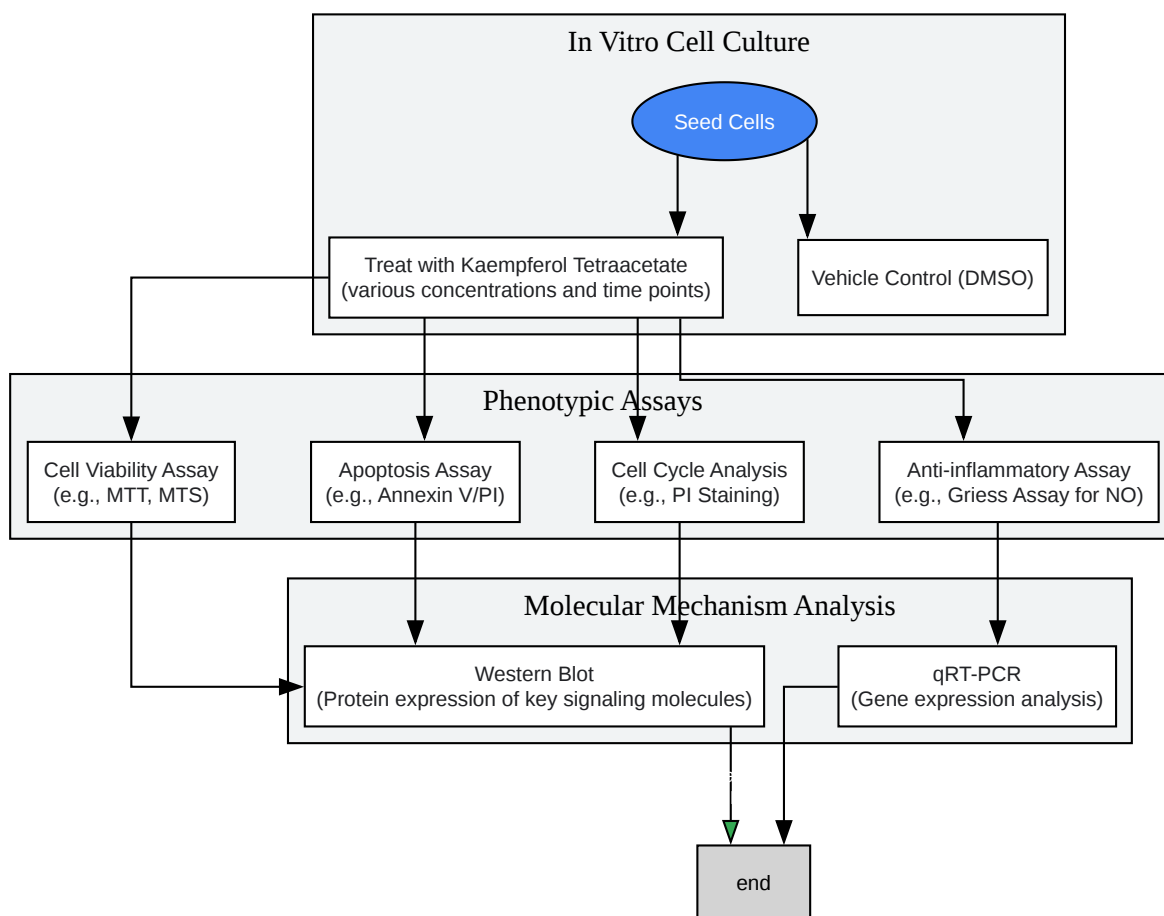 In Vitro Cell Culture
Seed Cells
Treat with Kaempferol Tetraacetate
(various concentrations and time points)
Vehicle Control (DMSO)
Phenotypic Assays
Cell Viability Assay
(e.g., MTT, MTS)
Apoptosis Assay
(e.g., Annexin V/PI)
Cell Cycle Analysis
(e.g., PI Staining)
Anti-inflammatory Assay
(e.g., Griess Assay for NO)
Molecular Mechanism Analysis
Western Blot
(Protein expression of key signaling molecules)
qRT-PCR
(Gene expression analysis)
end